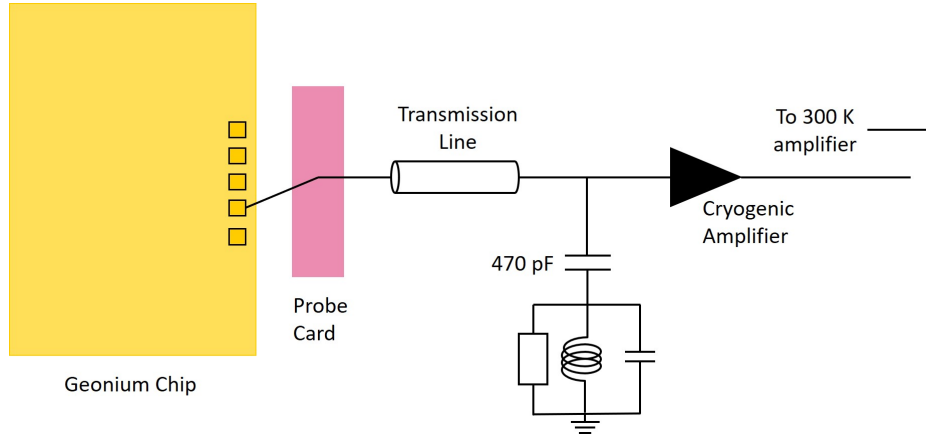 Transmission
Line
To 300 K
amplifier
Cryogenic
Amplifier
470 pF
Probe
Card
Geonium Chip